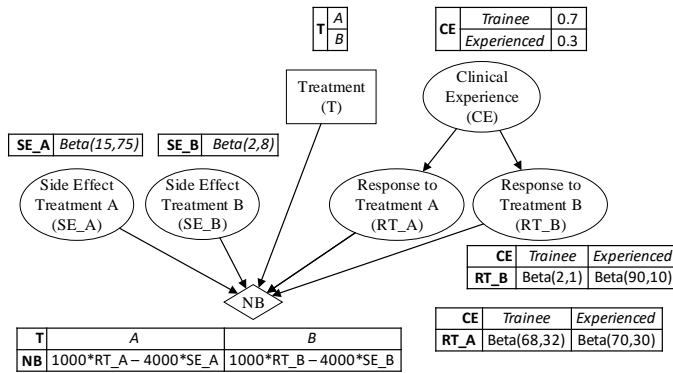 T A
B
CE Trainee 0.7
Experienced 0.3
Treatment
(T)
Clinical
Experience
(CE)
SE_A Beta(15,75)
SE_B Beta(2,8)
Side Effect
Treatment A
(SE_A)
Side Effect
Treatment B
(SE_B)
Response to
Treatment A
(RT_A)
Response to
Treatment B
(RT_B)
CE Trainee Experienced
RT_B Beta(2,1) Beta(90,10)
NB
T A B
NB 1000*RT_A – 4000*SE_A 1000*RT_B – 4000*SE_B
CE Trainee Experienced
RT_A Beta(68,32) Beta(70,30)